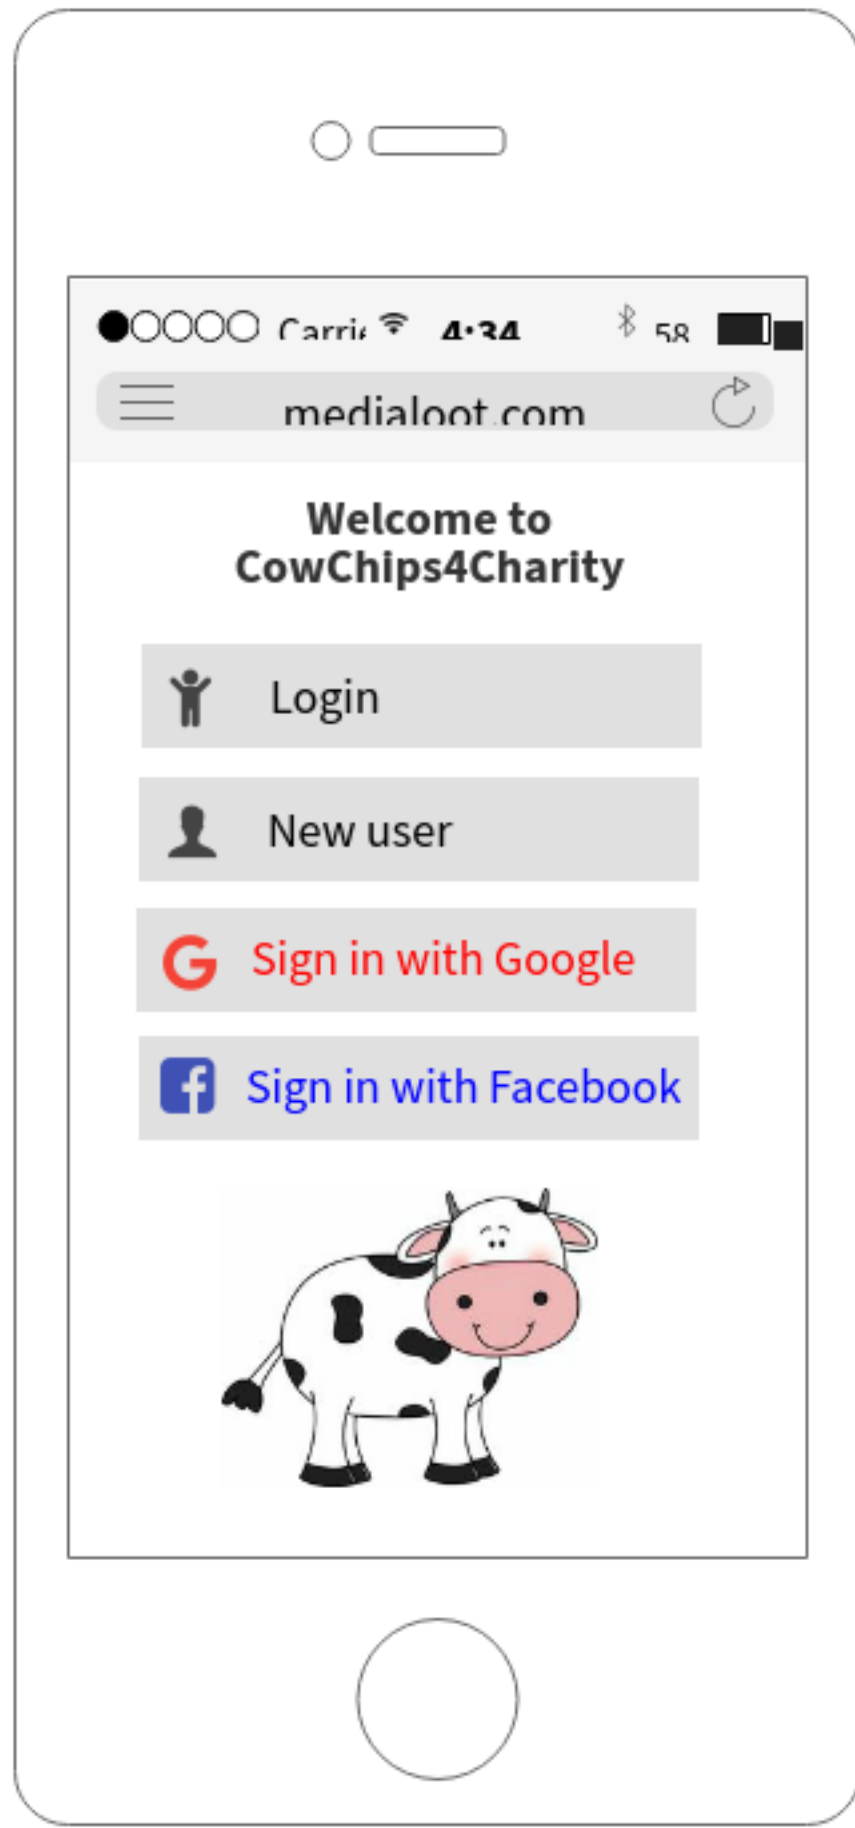 Carrie 4:34 58
medialoot.com
Welcome to
CowChips4Charity
Login
New user
Sign in with Google
Sign in with Facebook